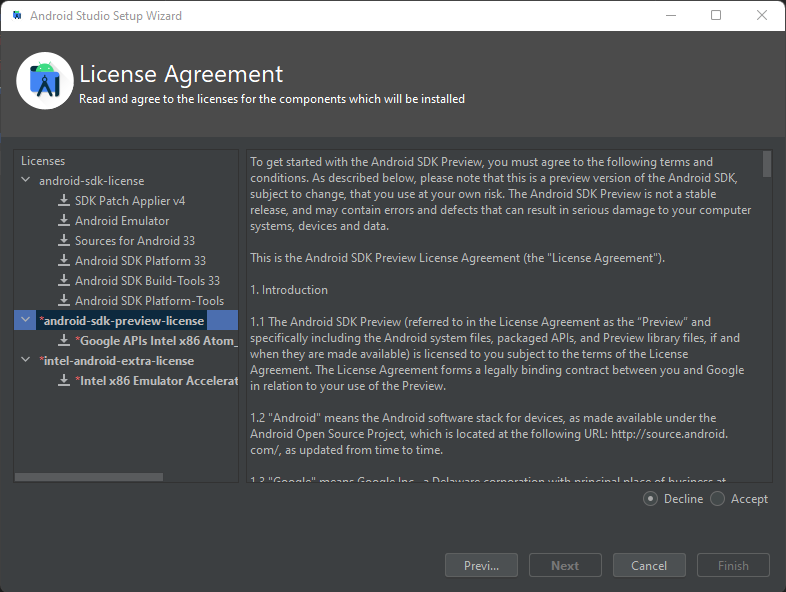 Android Studio Setup Wizard
License Agreement
Read and agree to the licenses for the components which will be installed
Licenses
android-sdk-license
SDK Patch Applier v4
Android Emulator
Sources for Android 33
Android SDK Platform 33
Android SDK Build-Tools 33
Android SDK Platform-Tools
*android-sdk-preview-license
*Google APIs Intel x86 Atom_
*intel-android-extra-license
*Intel x86 Emulator Accelerat
To get started with the Android SDK Preview, you must agree to the following terms and
conditions. As described below, please note that this is a preview version of the Android SDK,
subject to change, that you use at your own risk. The Android SDK Preview is not a stable
release, and may contain errors and defects that can result in serious damage to your computer
systems, devices and data.
This is the Android SDK Preview License Agreement (the "License Agreement").
1. Introduction
1.1 The Android SDK Preview (referred to in the License Agreement as the “Preview” and
specifically including the Android system files, packaged APIs, and Preview library files, if and
when they are made available) is licensed to you subject to the terms of the License
Agreement. The License Agreement forms a legally binding contract between you and Google
in relation to your use of the Preview.
1.2 "Android" means the Android software stack for devices, as made available under the
Android Open Source Project, which is located at the following URL: http://source.android.
com/, as updated from time to time.
1.3 "Google" means Google Inc., a Delaware corporation with principal place of business at
Decline
Accept
Previ...
Next
Cancel
Finish